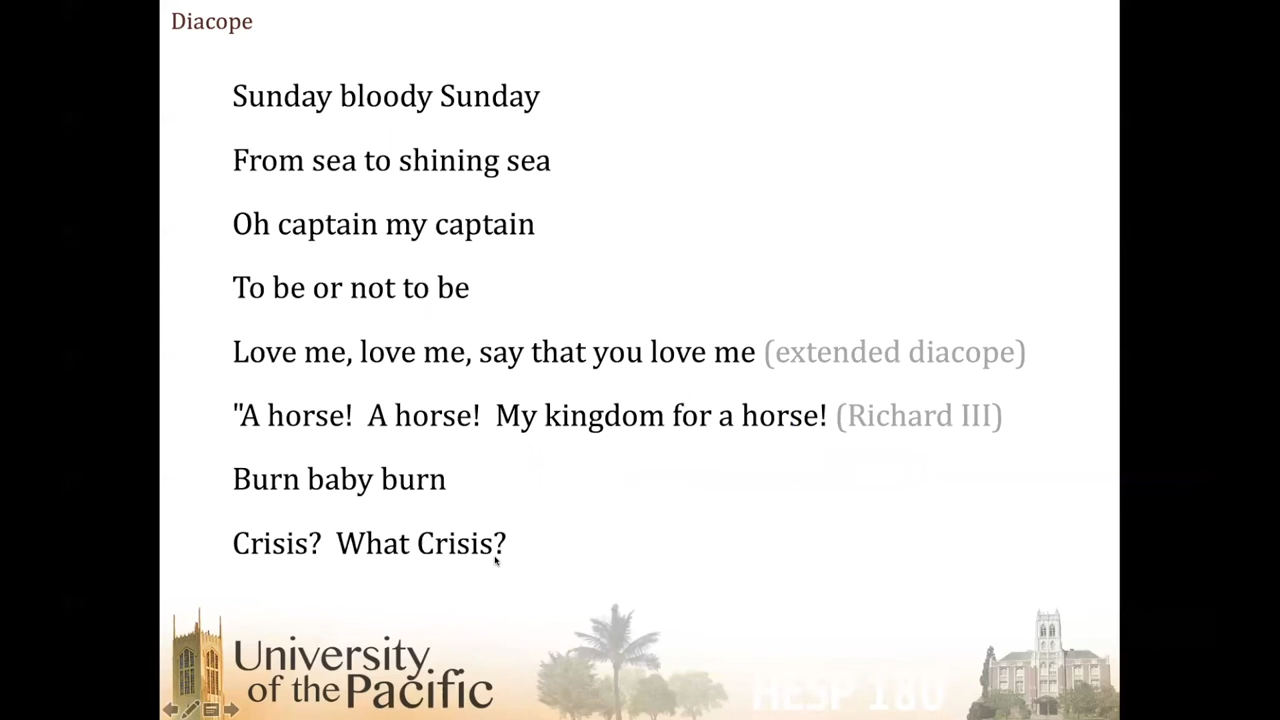 Diacope
Sunday bloody Sunday
From sea to shining sea
Oh captain my captain
To be or not to be
Love me, love me, say that you love me (extended diacope)
"A horse!  A horse!  My kingdom for a horse! (Richard III)
Burn baby burn
Crisis?  What Crisis?
University
of the Pacific
HESP 180